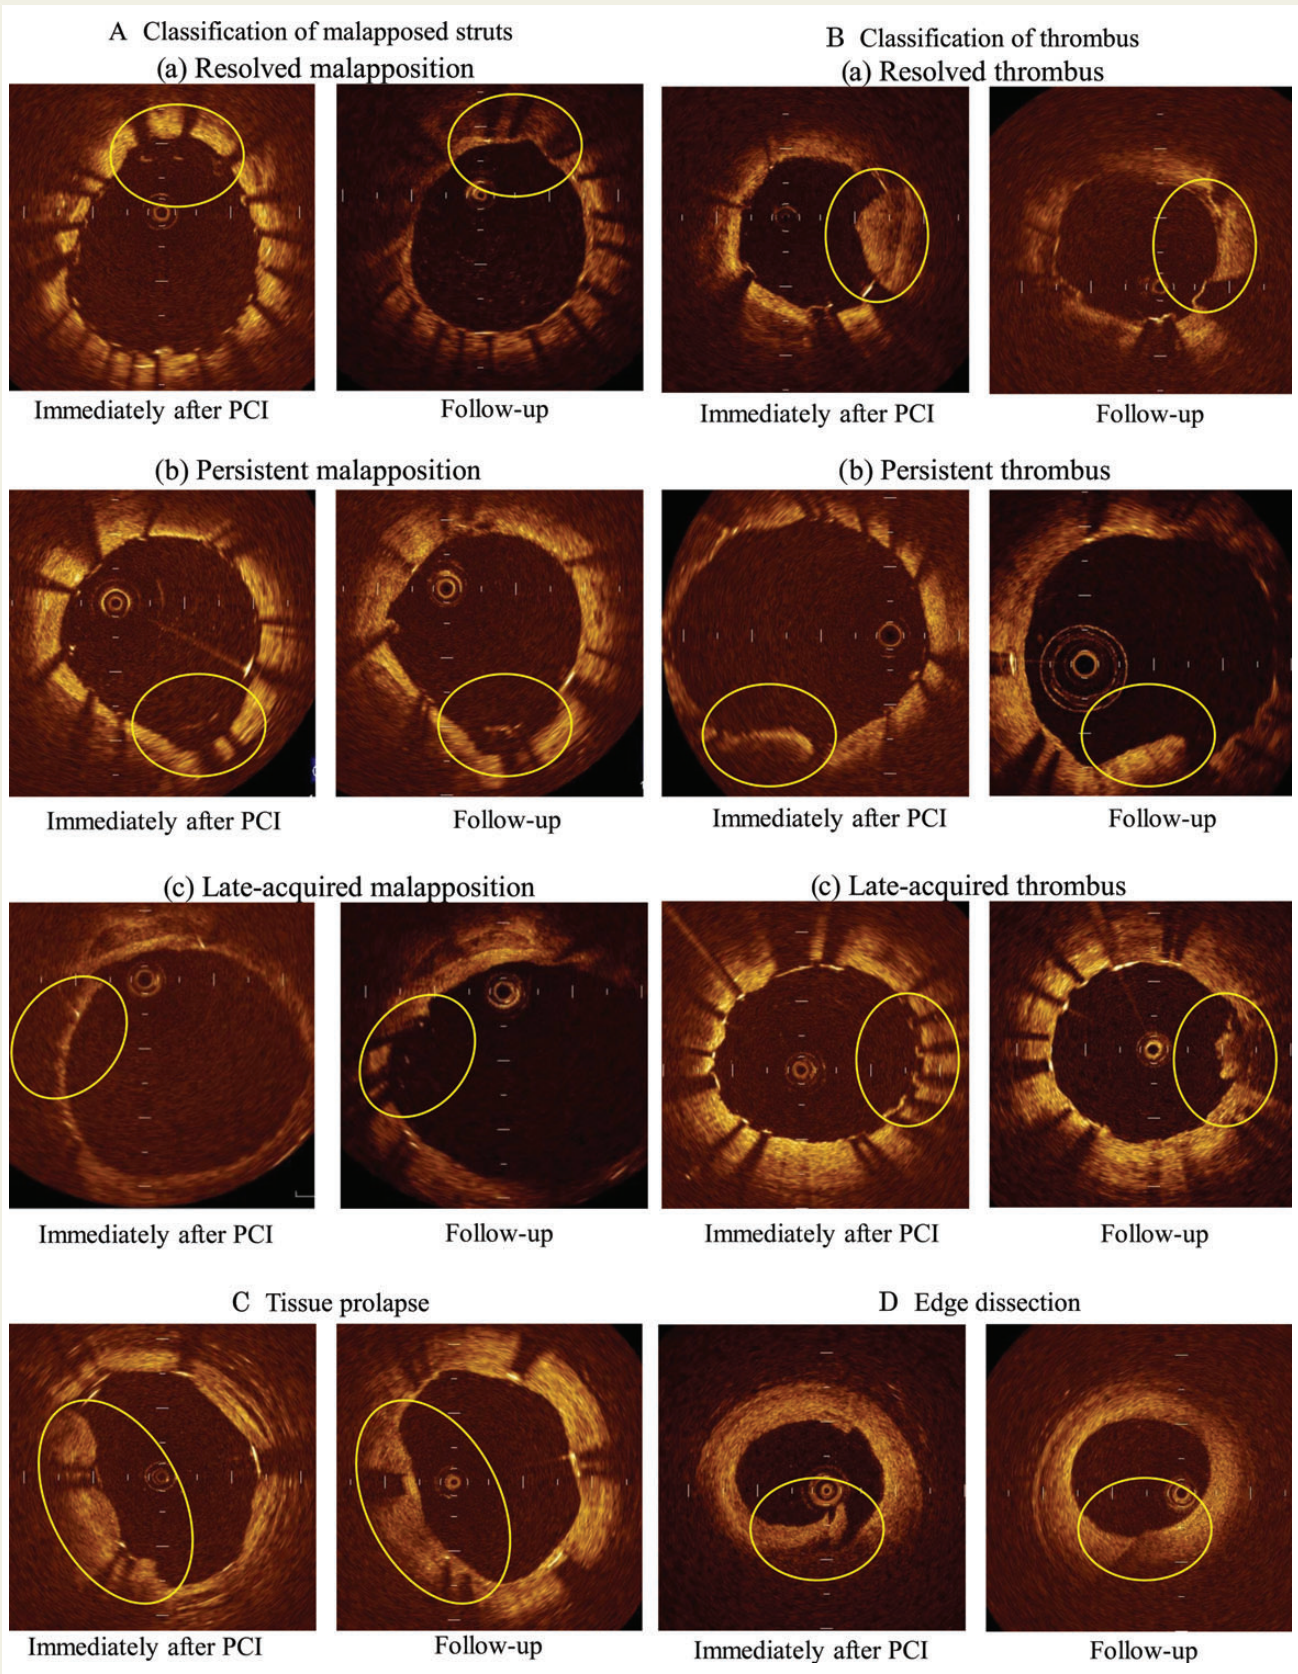 A Classification of malapposed struts
(a) Resolved malapposition
Immediately after PCI
Follow-up
(b) Persistent malapposition
Immediately after PCI
Follow-up
(c) Late-acquired malapposition
Immediately after PCI
Follow-up
B Classification of thrombus
(a) Resolved thrombus
Immediately after PCI
Follow-up
(b) Persistent thrombus
Immediately after PCI
Follow-up
(c) Late-acquired thrombus
Immediately after PCI
Follow-up
C Tissue prolapse
Immediately after PCI
Follow-up
D Edge dissection
Immediately after PCI
Follow-up